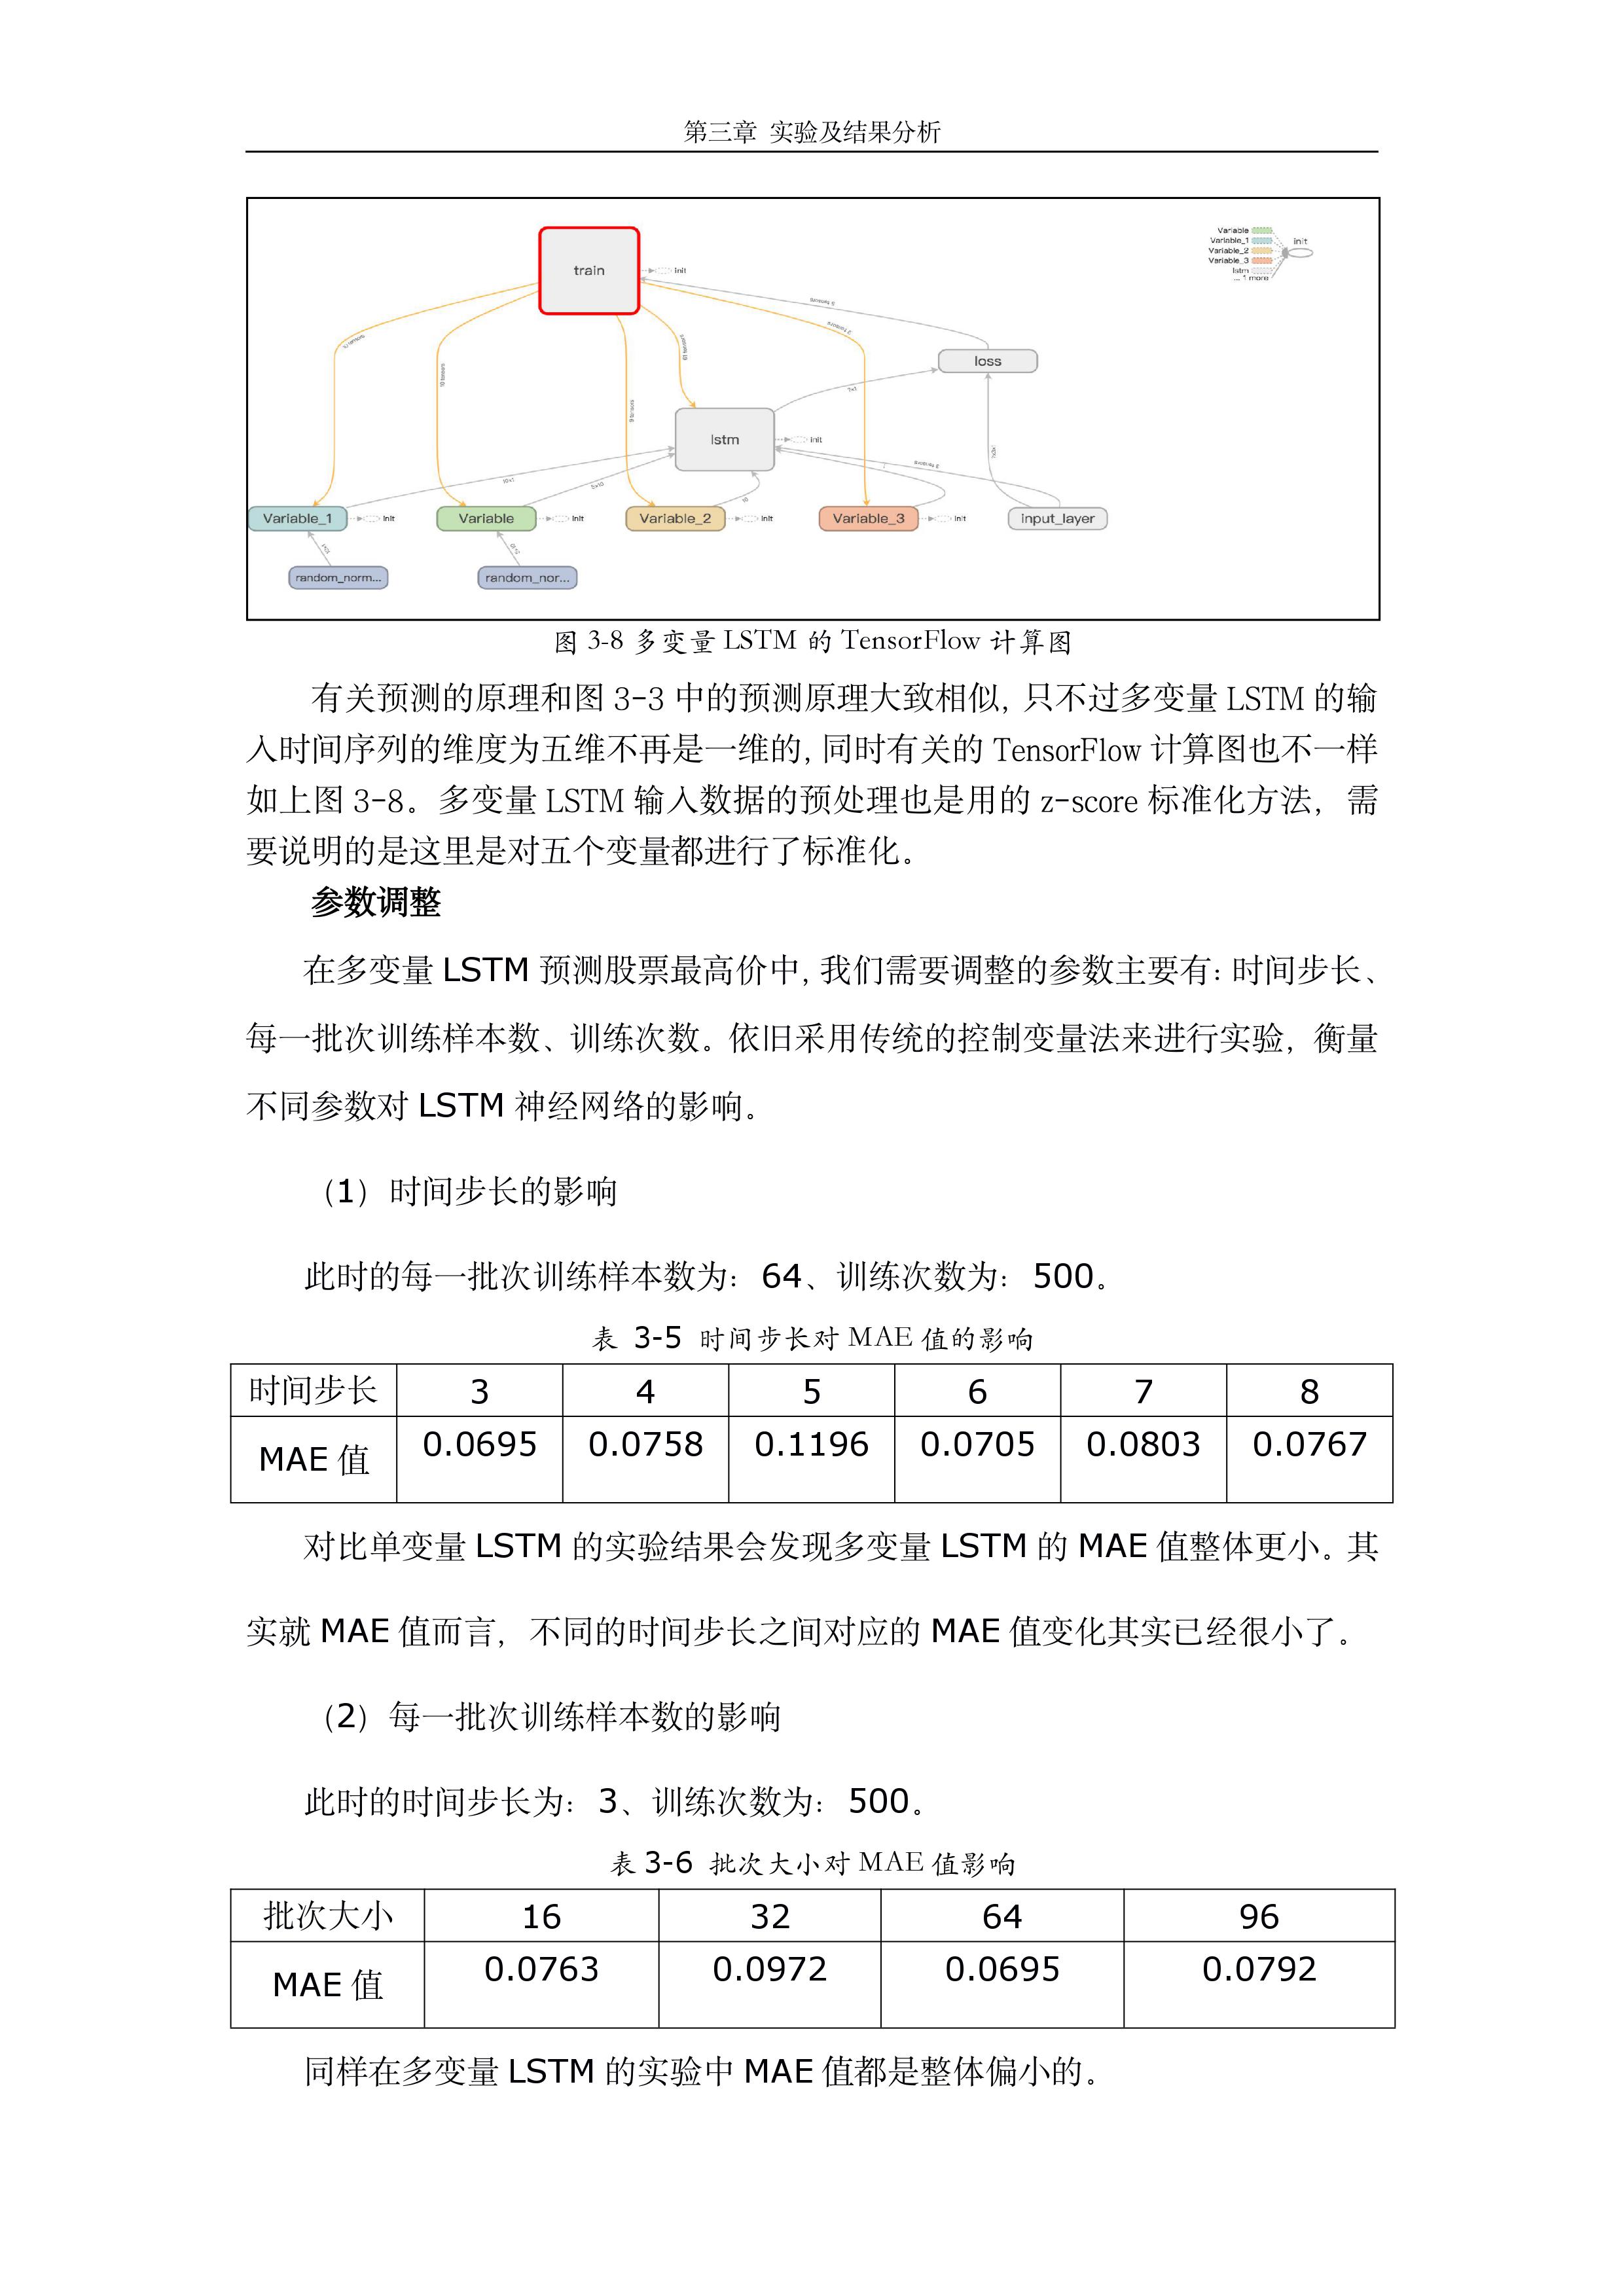 第三章 实验及结果分析
train
init
Variable
Variable_1
Variable_2
Variable_3
lstm
... 1 more
init
loss
lstm
init
Variable_1
init
Variable
init
Variable_2
init
Variable_3
init
input_layer
random_norm...
random_nor...
图 3-8 多变量 LSTM 的 TensorFlow 计算图
有关预测的原理和图 3-3 中的预测原理大致相似，只不过多变量 LSTM 的输
入时间序列的维度为五维不再是一维的，同时有关的 TensorFlow 计算图也不一样
如上图 3-8。多变量 LSTM 输入数据的预处理也是用的 z-score 标准化方法，需
要说明的是这里是对五个变量都进行了标准化。
参数调整
在多变量 LSTM 预测股票最高价中，我们需要调整的参数主要有：时间步长、
每一批次训练样本数、训练次数。依旧采用传统的控制变量法来进行实验，衡量
不同参数对 LSTM 神经网络的影响。
（1）时间步长的影响
此时的每一批次训练样本数为：64、训练次数为：500。
表 3-5 时间步长对 MAE 值的影响
时间步长 3 4 5 6 7 8
MAE 值 0.0695 0.0758 0.1196 0.0705 0.0803 0.0767
对比单变量 LSTM 的实验结果会发现多变量 LSTM 的 MAE 值整体更小。其
实就 MAE 值而言，不同的时间步长之间对应的 MAE 值变化其实已经很小了。
（2）每一批次训练样本数的影响
此时的时间步长为：3、训练次数为：500。
表 3-6 批次大小对 MAE 值影响
批次大小 16 32 64 96
MAE 值 0.0763 0.0972 0.0695 0.0792
同样在多变量 LSTM 的实验中 MAE 值都是整体偏小的。